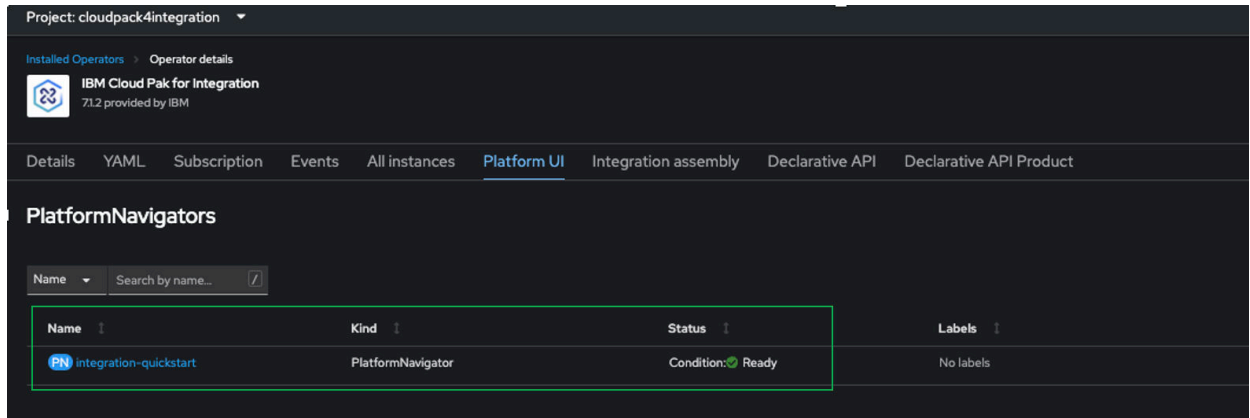 Project: cloudpack4integration
Installed Operators > Operator details
IBM Cloud Pak for Integration
7.1.2 provided by IBM
Details YAML Subscription Events All instances Platform UI Integration assembly Declarative API Declarative API Product
PlatformNavigators
Name Search by name... /
Name Kind Status Labels
PN integration-quickstart PlatformNavigator Condition: Ready No labels